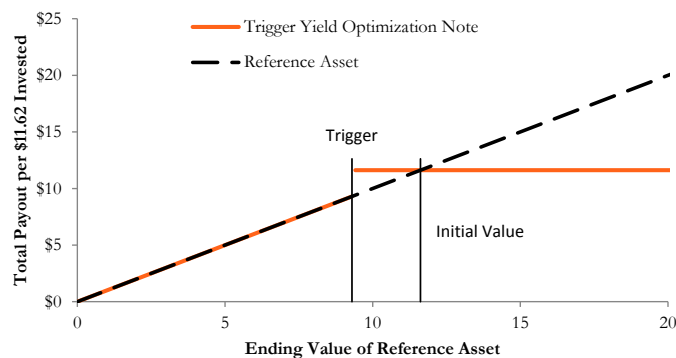 $25
Trigger Yield Optimization Note
Reference Asset
$20
$15
Trigger
$10
Initial Value
$5
$0
0 5 10 15 20
Total Payout per $11.62 Invested
Ending Value of Reference Asset